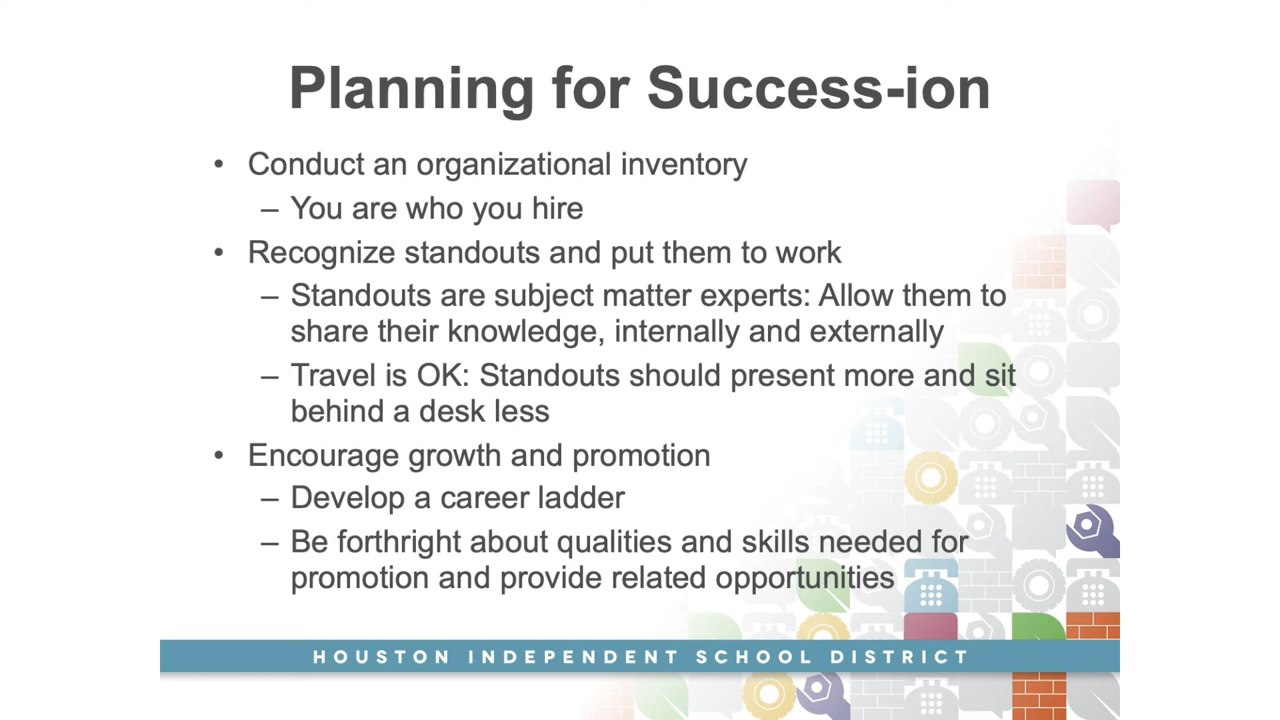 Planning for Success-ion
• Conduct an organizational inventory
– You are who you hire
• Recognize standouts and put them to work
– Standouts are subject matter experts: Allow them to
share their knowledge, internally and externally
– Travel is OK: Standouts should present more and sit
behind a desk less
• Encourage growth and promotion
– Develop a career ladder
– Be forthright about qualities and skills needed for
promotion and provide related opportunities
HOUSTON INDEPENDENT SCHOOL DISTRICT